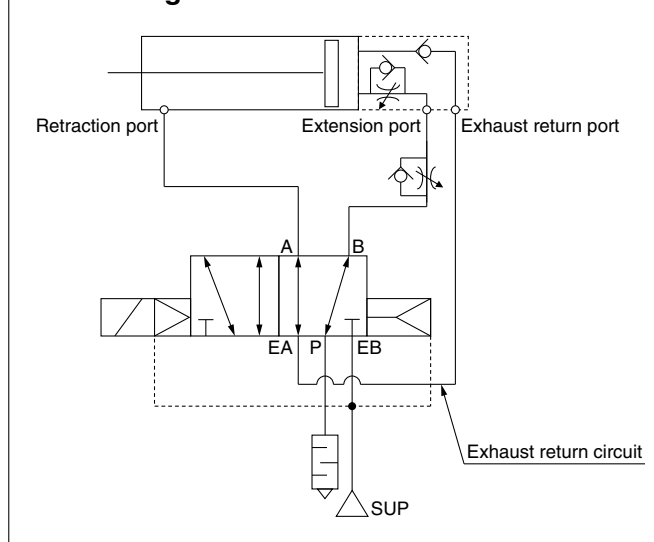 Retraction port
Extension port
Exhaust return port
A
B
EA
P
EB
Exhaust return circuit
SUP